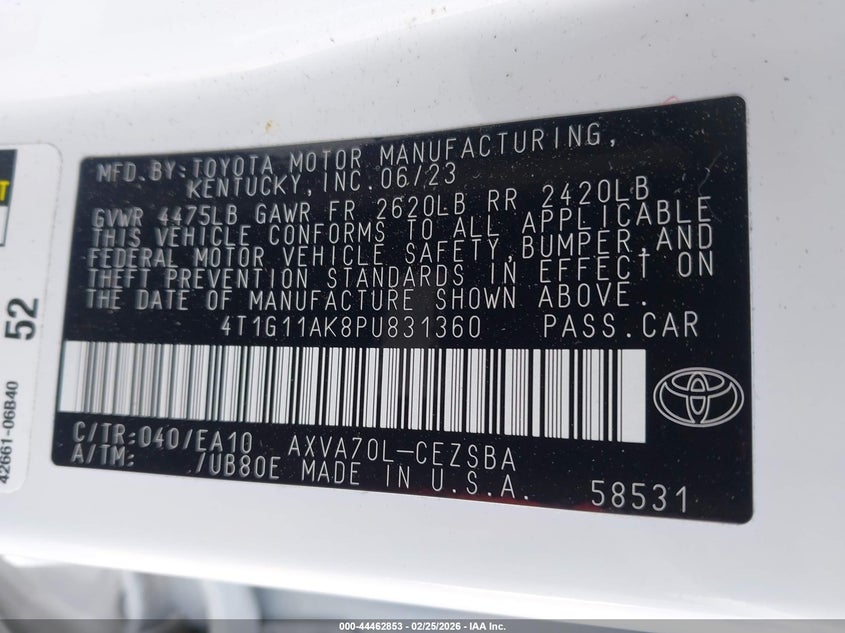 MFD.BY:TOYOTA MOTOR MANUFACTURING,
KENTUCKY,INC.06/23
GVWR 4475LB GAWR FR 2620LB RR 2420LB
THIS VEHICLE CONFORMS TO ALL APPLICABLE
FEDERAL MOTOR VEHICLE SAFETY,BUMPER,AND
THEFT PREVENTION STANDARDS IN EFFECT ON
THE DATE OF MANUFACTURE SHOWN ABOVE.
4T1G11AK8PU831360 PASS.CAR
C/TR:040/EA10 AXVA70L-CEZSBA
A/TM: /UB80E MADE IN U.S.A.
58531
52
42661-06B40
000-44462853 / 02/25/2026 - IAA Inc.